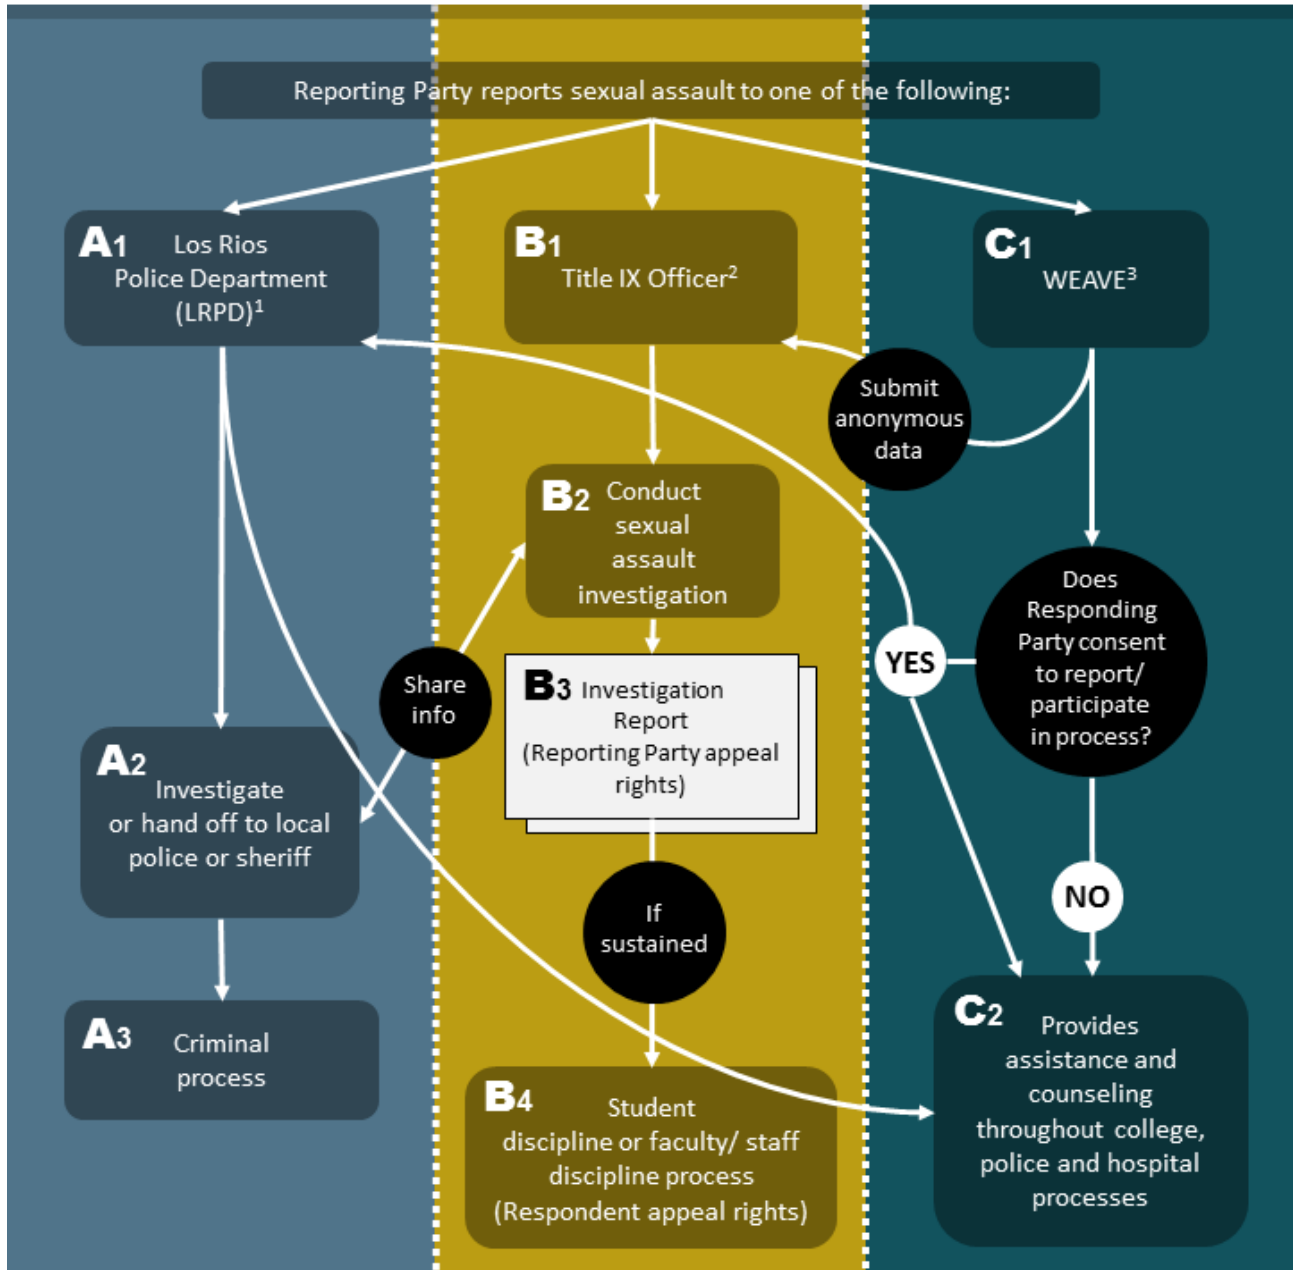 Reporting Party reports sexual assault to one of the following:
A1 Los Rios
Police Department
(LRPD)1
B1
Title IX Officer2
C1
WEAVE3
Submit
anonymous
data
B2 Conduct
sexual
assault
investigation
Does
Responding
Party consent
to report/
participate
in process?
YES
Share
info
B3 Investigation
Report
(Reporting Party appeal
rights)
A2
Investigate
or hand off to local
police or sheriff
NO
If
sustained
A3 Criminal
process
C2 Provides
assistance and
counseling
throughout college,
police and hospital
processes
B4 Student
discipline or faculty/ staff
discipline process
(Respondent appeal rights)